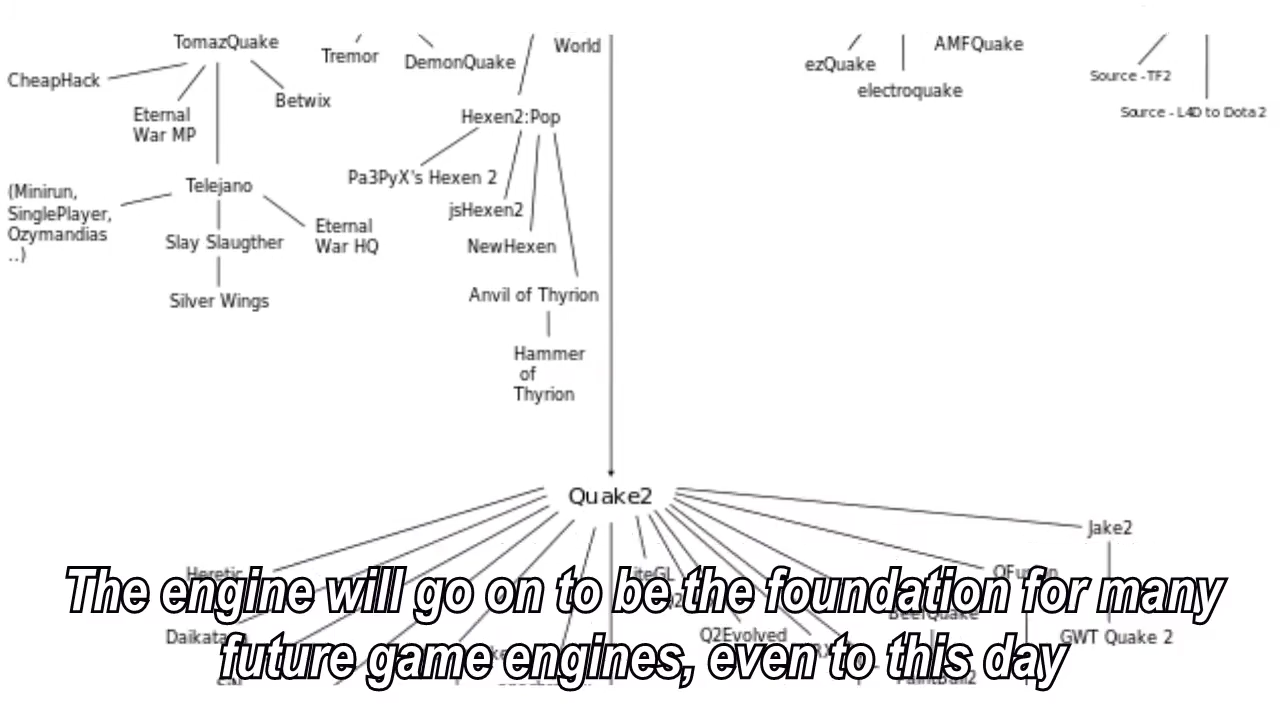 TomazQuake
CheapHack
Tremor
DemonQuake
World
ezQuake
AMFQuake
electroquake
Source -TF2
Source - L4D to Dota2
Eternal
War MP
Betwix
Hexen2:Pop
Pa3PyX's Hexen 2
jsHexen2
NewHexen
(Minirun,
SinglePlayer,
Ozymandias
..)
Telejano
Eternal
War HQ
Slay Slaugther
Silver Wings
Anvil of Thyrion
Hammer
of
Thyrion
Quake2
Jake2
Heretic
Q2Evolved
GWT Quake 2
PaintBall2
The engine will go on to be the foundation for many
future game engines, even to this day